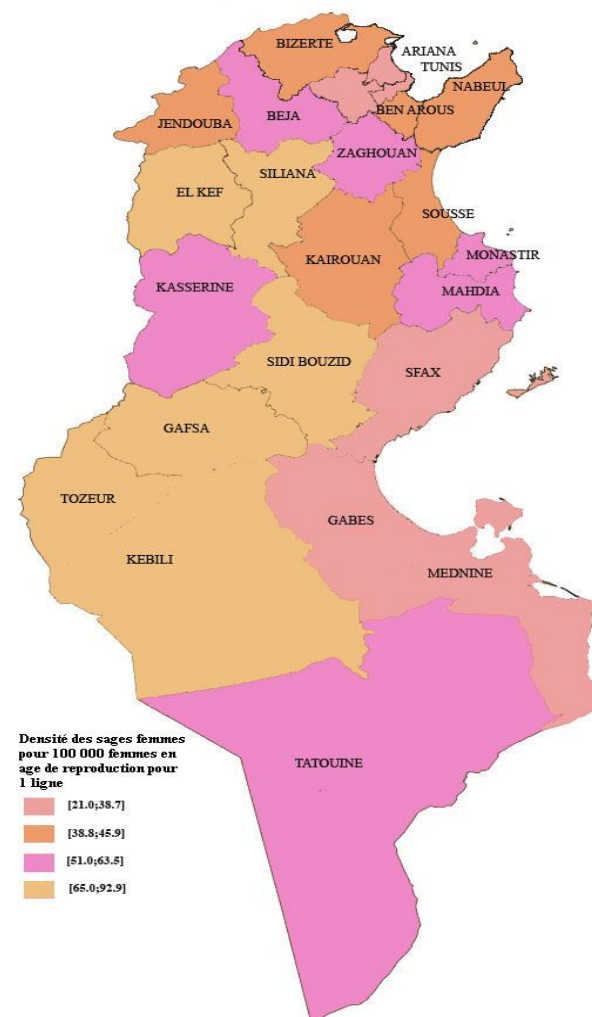 BIZERTE
ARIANA
TUNIS
NABEUL
BEN AROUS
JENDOUBA
BEJA
ZAGHOUAN
SILIANA
EL KEF
SOUSSE
MONASTIR
KAIROUAN
KASSERINE
MAHDIA
SIDI BOUZID
SFAX
GAFSA
TOZEUR
GABES
KEBILI
MEDNINE
TATOUINE
Densité des sages femmes
pour 100 000 femmes en
age de reproduction pour
1 ligne
[21.0;38.7]
[38.8;45.9]
[51.0;63.5]
[65.0;92.9]